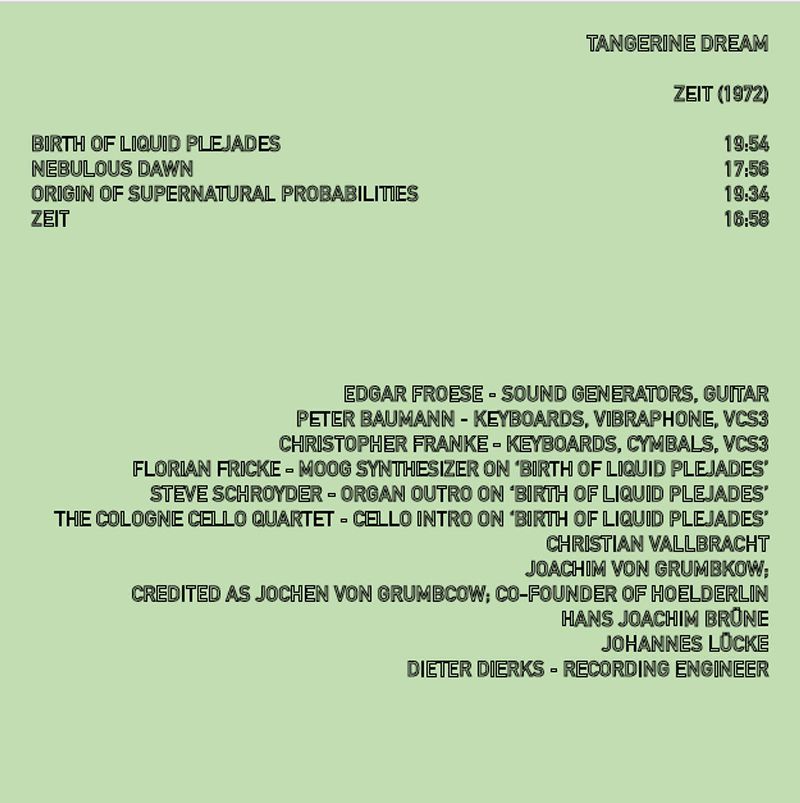 TANGERINE DREAM
ZEIT (1972)
BIRTH OF LIQUID PLEJADES 19:54
NEBULOUS DAWN 17:56
ORIGIN OF SUPERNATURAL PROBABILITIES 19:34
ZEIT 16:58
EDGAR FROESE - SOUND GENERATORS, GUITAR
PETER BAUMANN - KEYBOARDS, VIBRAPHONE, VCS3
CHRISTOPHER FRANKE - KEYBOARDS, CYMBALS, VCS3
FLORIAN FRICKE - MOOG SYNTHESIZER ON ‘BIRTH OF LIQUID PLEJADES’
STEVE SCHROYDER - ORGAN OUTRO ON ‘BIRTH OF LIQUID PLEJADES’
THE COLOGNE CELLO QUARTET - CELLO INTRO ON ‘BIRTH OF LIQUID PLEJADES’
CHRISTIAN VALLBRACHT
JOACHIM VON GRUMBKOW;
CREDITED AS JOCHEN VON GRUMBCOW; CO-FOUNDER OF HOELDERLIN
HANS JOACHIM BRÜNE
JOHANNES LÜCKE
DIETER DIERKS - RECORDING ENGINEER